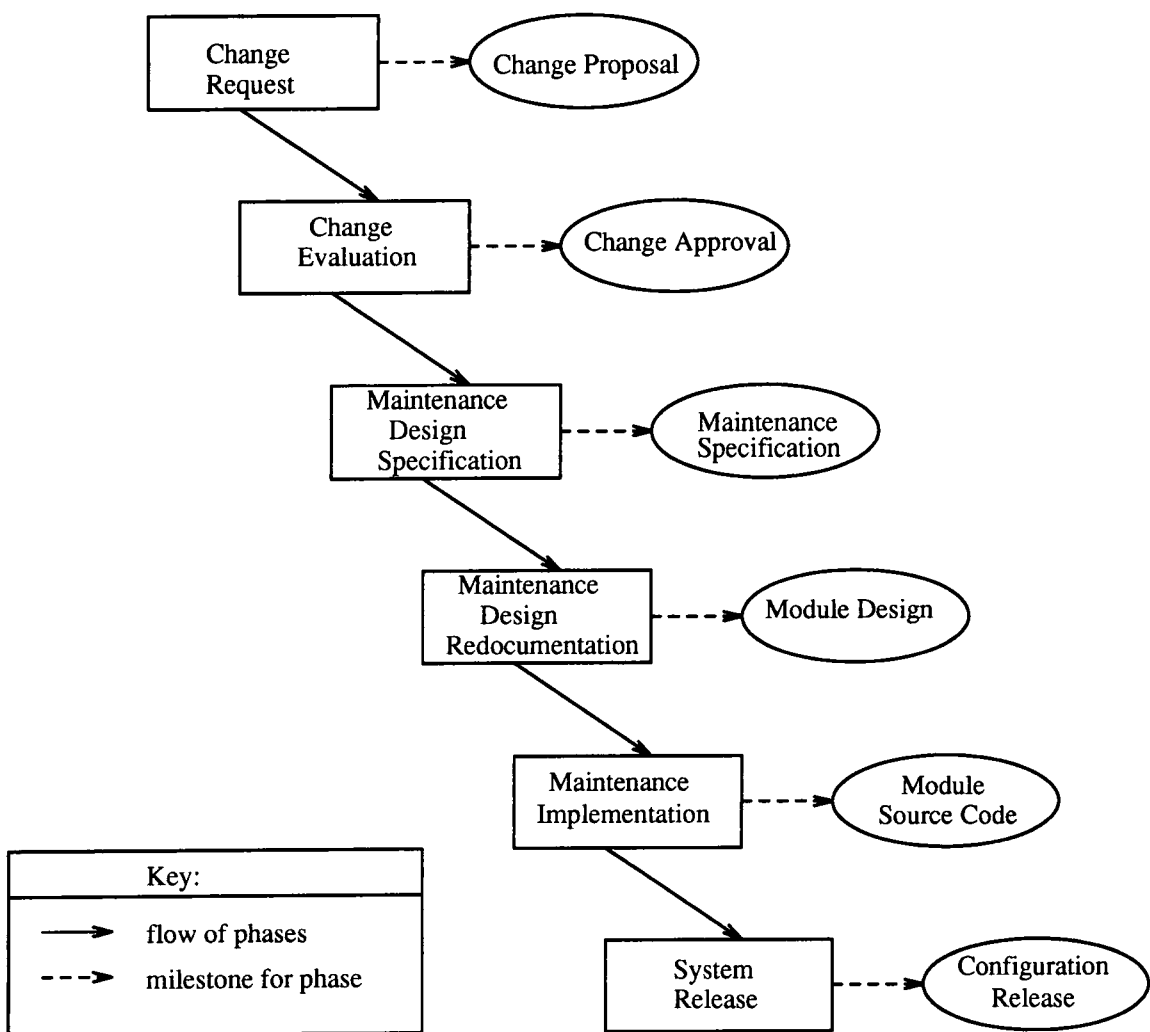 Change
Request
Change Proposal
Change
Evaluation
Change Approval
Maintenance
Design
Specification
Maintenance
Specification
Maintenance
Design
Redocumentation
Module Design
Maintenance
Implementation
Module
Source Code
Key:
flow of phases
milestone for phase
System
Release
Configuration
Release